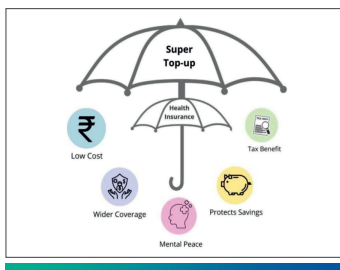 Super
Top-up
Health
Insurance
₹
Low Cost
Tax Benefit
Wider Coverage
Protects Savings
Mental Peace